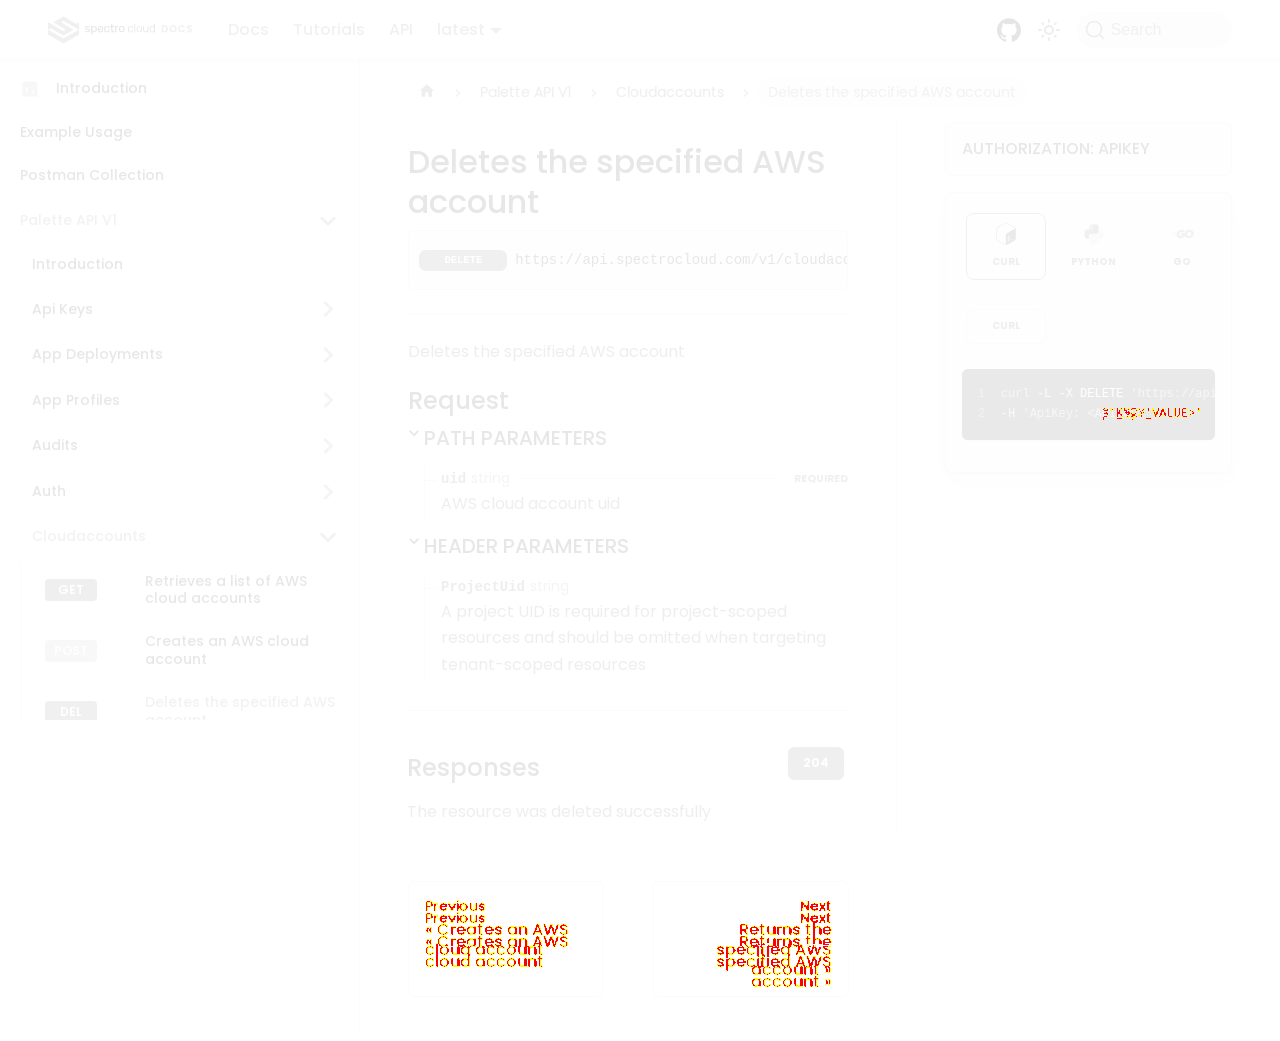 spectro cloud DOCS
Docs
Tutorials
API
latest
Search
Introduction
Example Usage
Postman Collection
Palette API V1
Introduction
Api Keys
App Deployments
App Profiles
Audits
Auth
Cloudaccounts
GET
Retrieves a list of AWS
cloud accounts
POST
Creates an AWS cloud
account
DEL
Deletes the specified AWS
account
Palette API V1
Cloudaccounts
Deletes the specified AWS account
Deletes the specified AWS
account
DELETE
https://api.spectrocloud.com/v1/cloudacc
Deletes the specified AWS account
Request
PATH PARAMETERS
uid string
REQUIRED
AWS cloud account uid
HEADER PARAMETERS
ProjectUid string
A project UID is required for project-scoped
resources and should be omitted when targeting
tenant-scoped resources
Responses
204
The resource was deleted successfully
Previous
Previous
« Creates an AWS
« Creates an AWS
cloud account
cloud account
Next
Next
Returns the
Returns the
specified AWS
specified AWS
account »
account »
AUTHORIZATION: APIKEY
CURL
PYTHON
GO
GO
CURL
1 curl -L -X DELETE 'https://api
2 -H 'ApiKey: <A